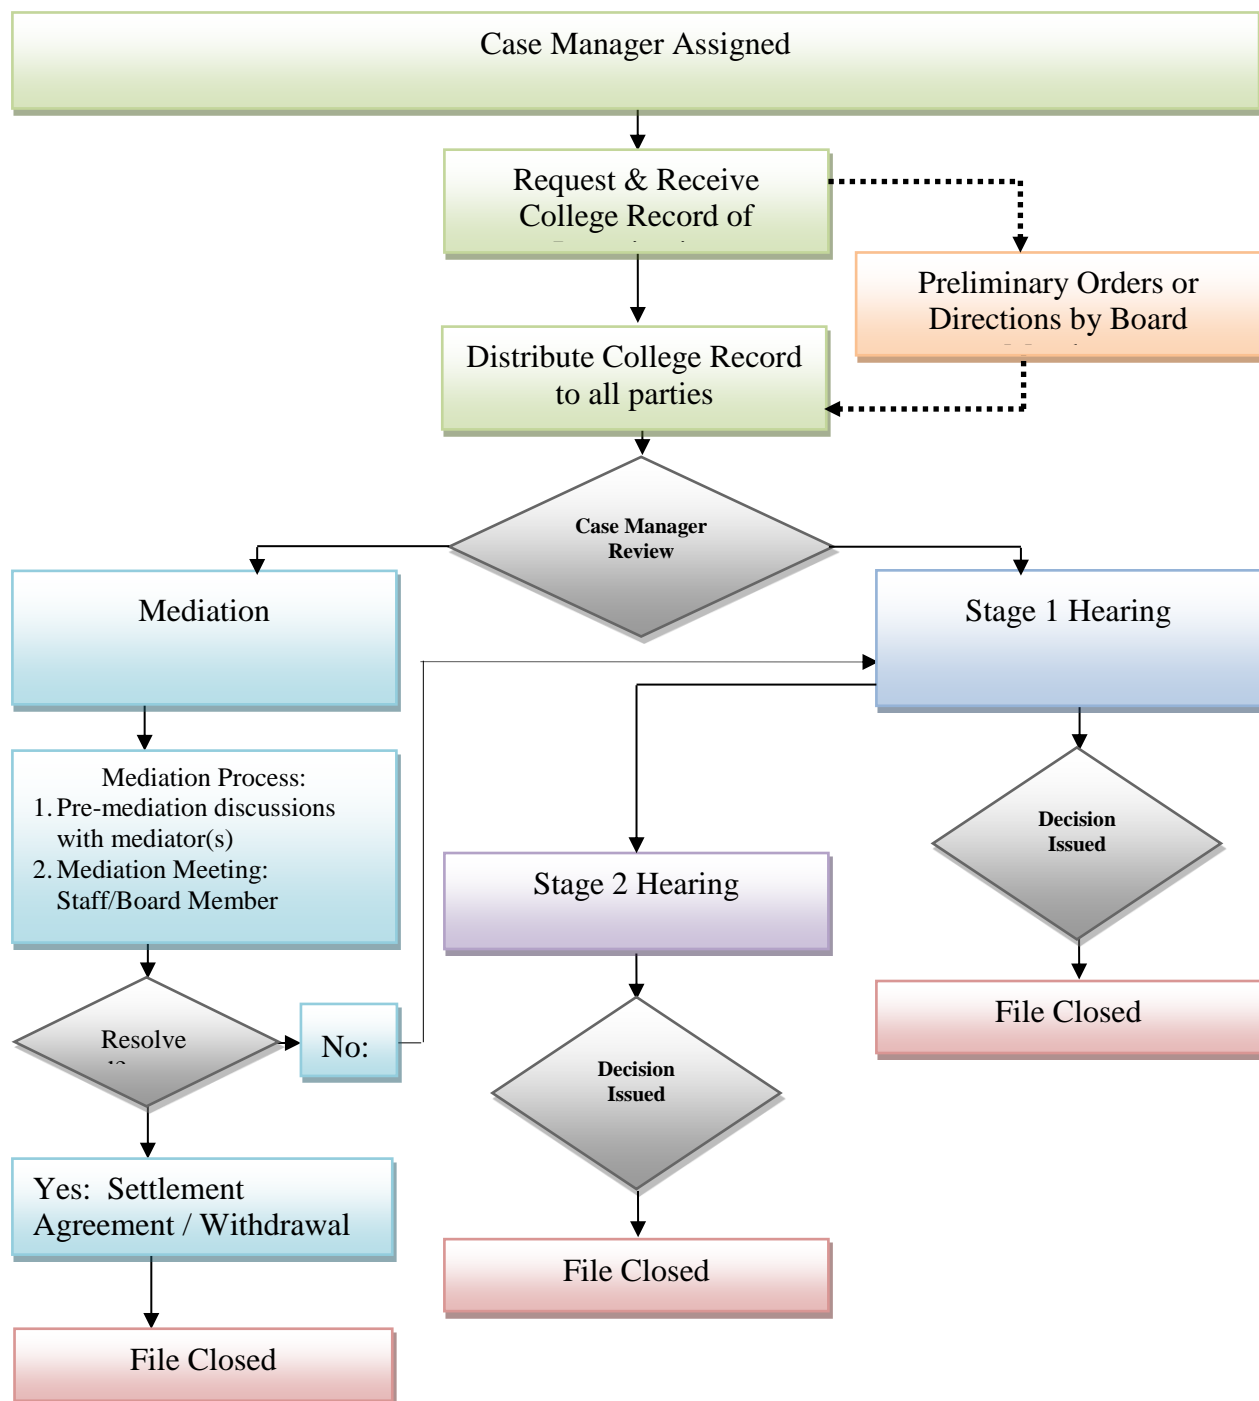 Case Manager Assigned
Request & Receive
College Record of
Preliminary Orders or
Directions by Board
Distribute College Record
to all parties
Case Manager
Review
Mediation
Stage 1 Hearing
Mediation Process:
1. Pre-mediation discussions
with mediator(s)
2. Mediation Meeting:
Staff/Board Member
Decision
Issued
Stage 2 Hearing
File Closed
Resolve
No:
Decision
Issued
Yes: Settlement
Agreement / Withdrawal
File Closed
File Closed